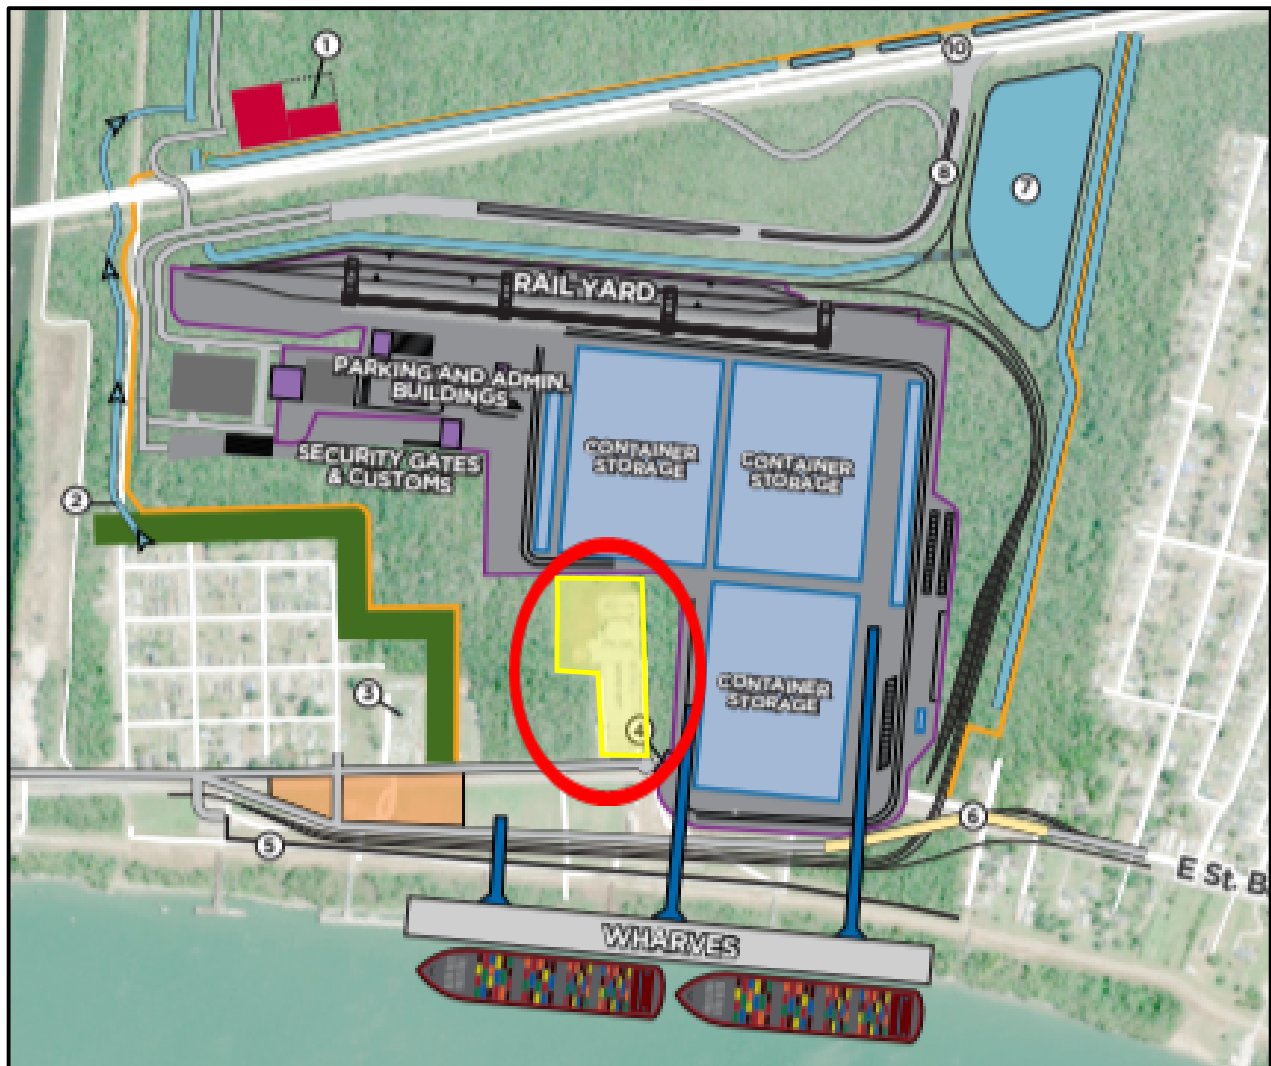 1
10
8
7
RAIL YARD
PARKING AND ADMIN.
BUILDINGS
SECURITY GATES
& CUSTOMS
CONTAINER
STORAGE
CONTAINER
STORAGE
2
3
CONTAINER
STORAGE
4
5
6
E St. B
WHARVES